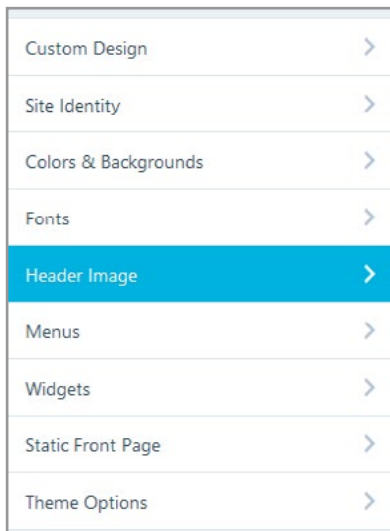 Custom Design
Site Identity
Colors & Backgrounds
Fonts
Header Image
Menus
Widgets
Static Front Page
Theme Options